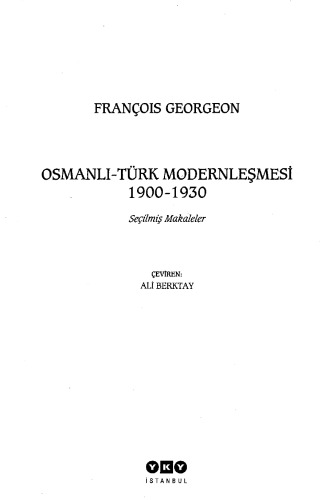 FRANÇOIS GEORGEON
OSMANLI-TÜRK MODERNLEŞMESİ
1900-1930
Seçilmiş Makaleler
ÇEVİREN:
ALİ BERKTAY
YKY
İSTANBUL